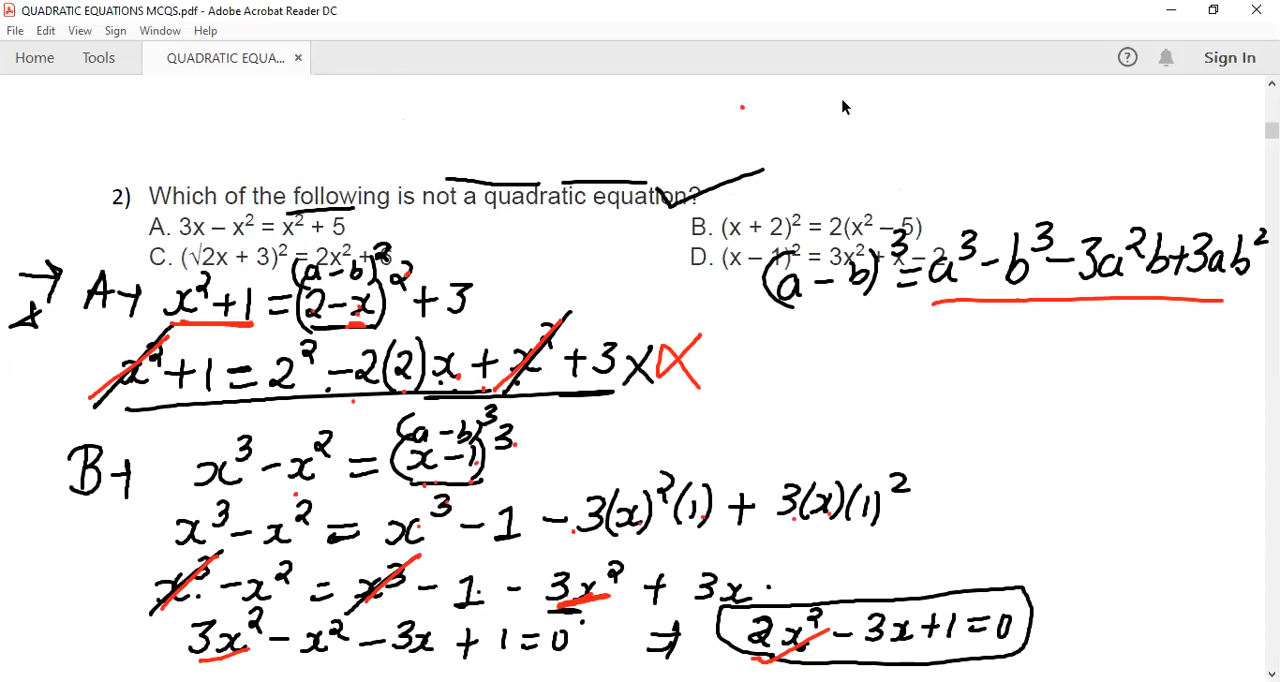 QUADRATIC EQUATIONS MCQS.pdf - Adobe Acrobat Reader DC
File Edit View Sign Window Help
Home Tools QUADRATIC EQUA... × Sign In
2) Which of the following is not a quadratic equation?
A. 3x – x² = x² + 5 B. (x + 2)² = 2(x² – 5)
C. (√2x + 3)² = 2x² + D. (x – 1)² = 3x² + x –
(a – b)² (a – b)³ = a³ – b³ – 3a²b + 3ab²
A→ x² + 1 = (2 – x)² + 3
x² + 1 = 2² – 2(2)x + x² + 3 ×
(a – b)³
B→ x³ – x² = (x – 1)³
x³ – x² = x³ – 1 – 3(x)²(1) + 3(x)(1)²
x³ – x² = x³ – 1 – 3x² + 3x
3x² – x² – 3x + 1 = 0 ⇒ 2x² – 3x + 1 = 0